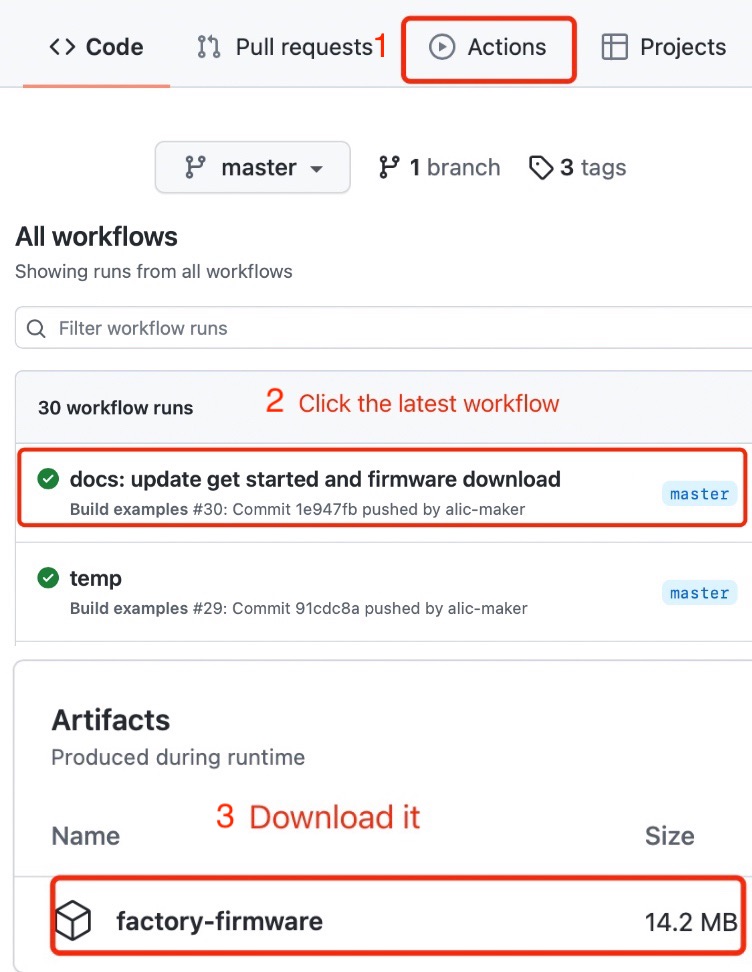 Code Pull requests 1 Actions Projects
master 1 branch 3 tags
All workflows
Showing runs from all workflows
Filter workflow runs
30 workflow runs 2 Click the latest workflow
docs: update get started and firmware download
master
Build examples #30: Commit 1e947fb pushed by alic-maker
temp
master
Build examples #29: Commit 91cdc8a pushed by alic-maker
Artifacts
Produced during runtime
3 Download it
Name Size
factory-firmware 14.2 MB